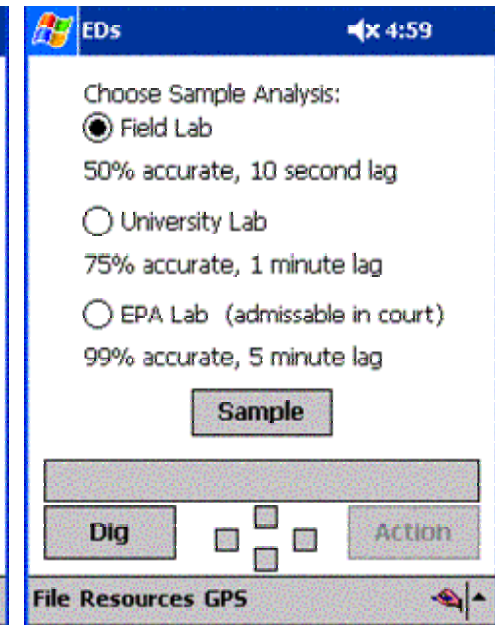 EDs 4:59
Choose Sample Analysis:
Field Lab
50% accurate, 10 second lag
University Lab
75% accurate, 1 minute lag
EPA Lab (admissable in court)
99% accurate, 5 minute lag
Sample
Dig Action
File Resources GPS